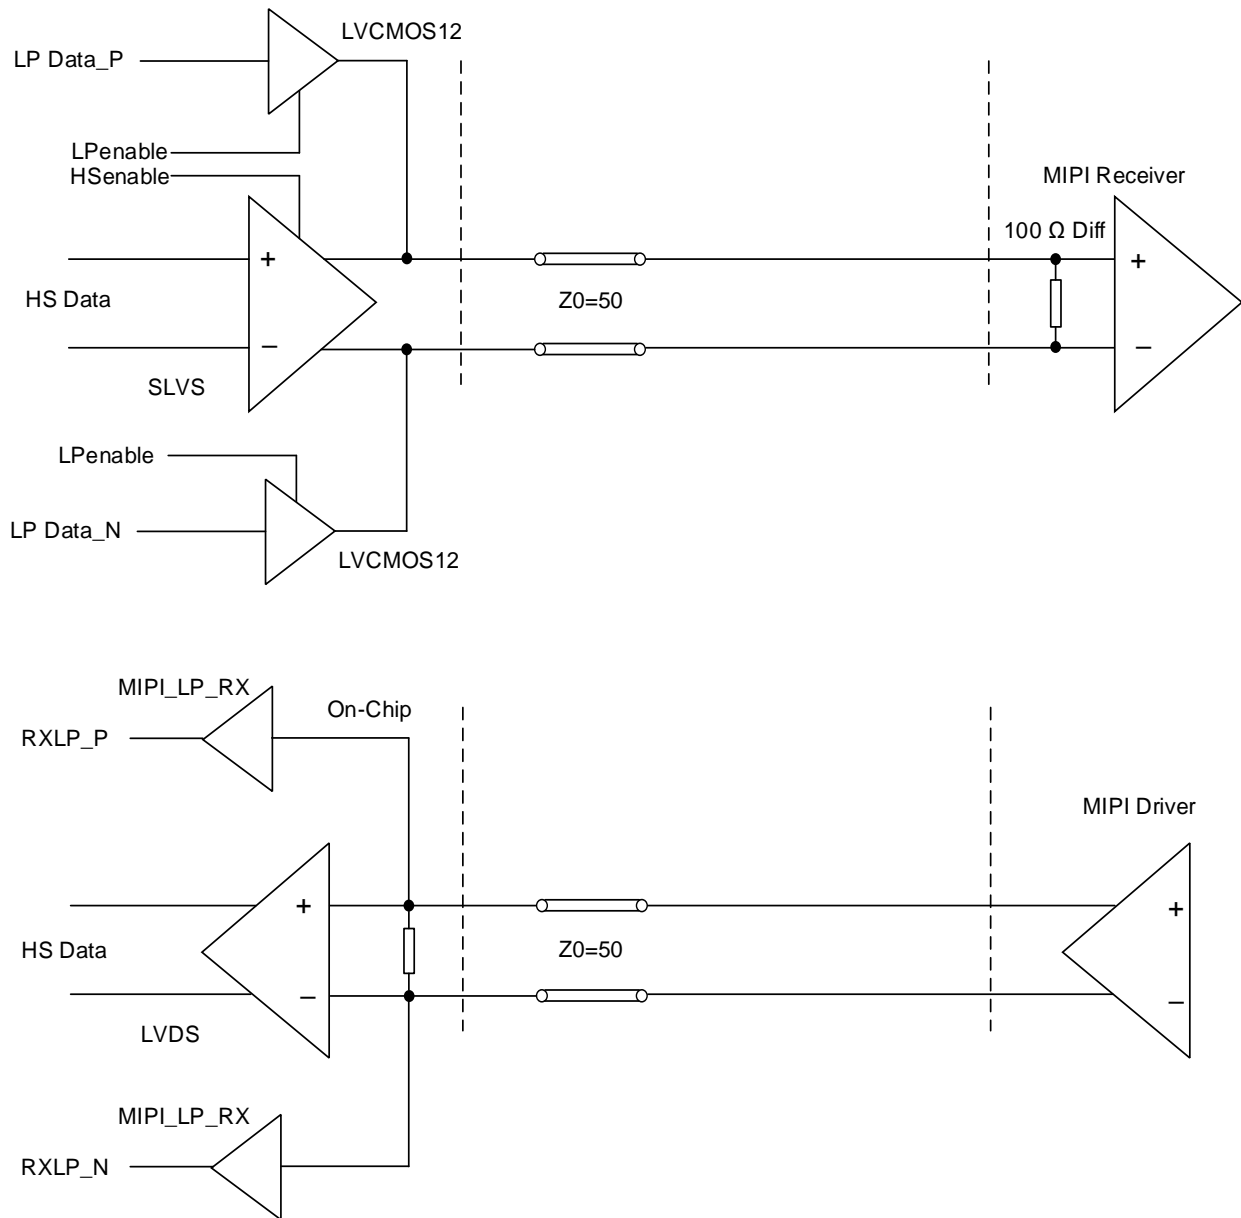 LVCMOS12
LP Data_P
LPenable
HSenable
MIPI Receiver
100 Ω Diff
+
+
HS Data
Z0=50
−
−
SLVS
LPenable
LP Data_N
LVCMOS12
MIPI_LP_RX
On-Chip
RXLP_P
MIPI Driver
+
+
HS Data
Z0=50
−
−
LVDS
MIPI_LP_RX
RXLP_N